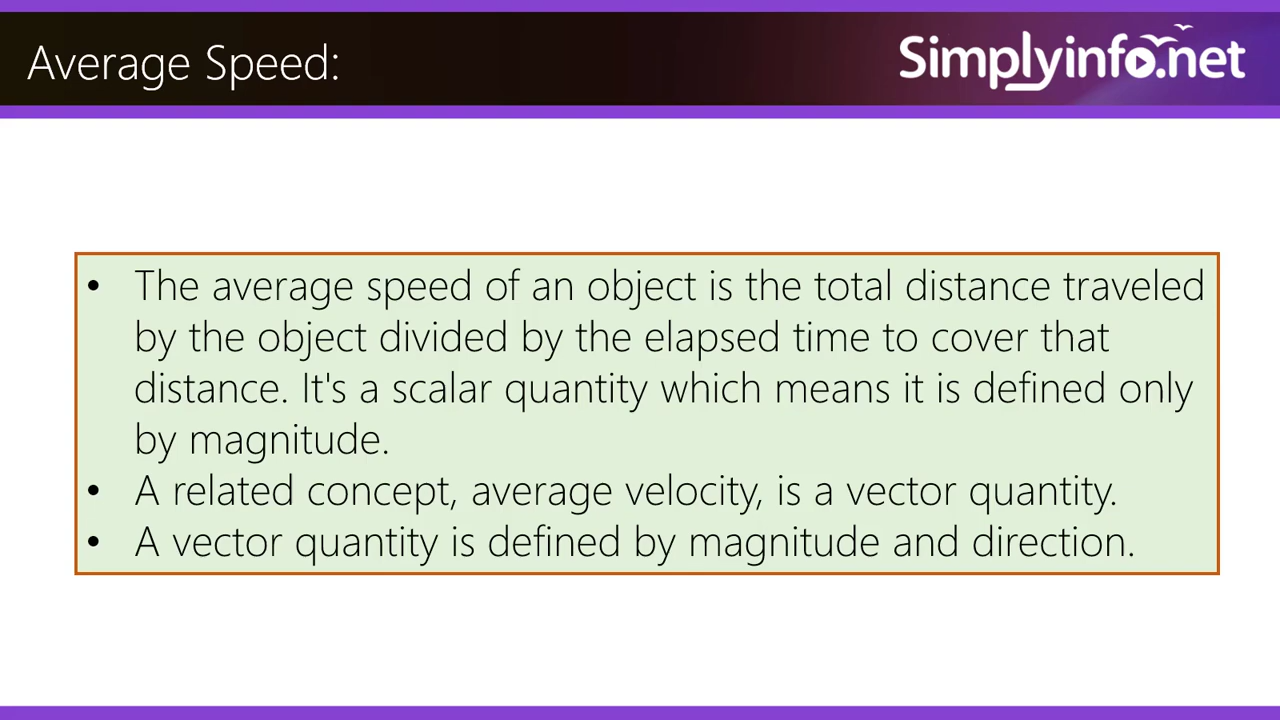 Average Speed:
Simplyinfo.net
• The average speed of an object is the total distance traveled
by the object divided by the elapsed time to cover that
distance. It's a scalar quantity which means it is defined only
by magnitude.
• A related concept, average velocity, is a vector quantity.
• A vector quantity is defined by magnitude and direction.